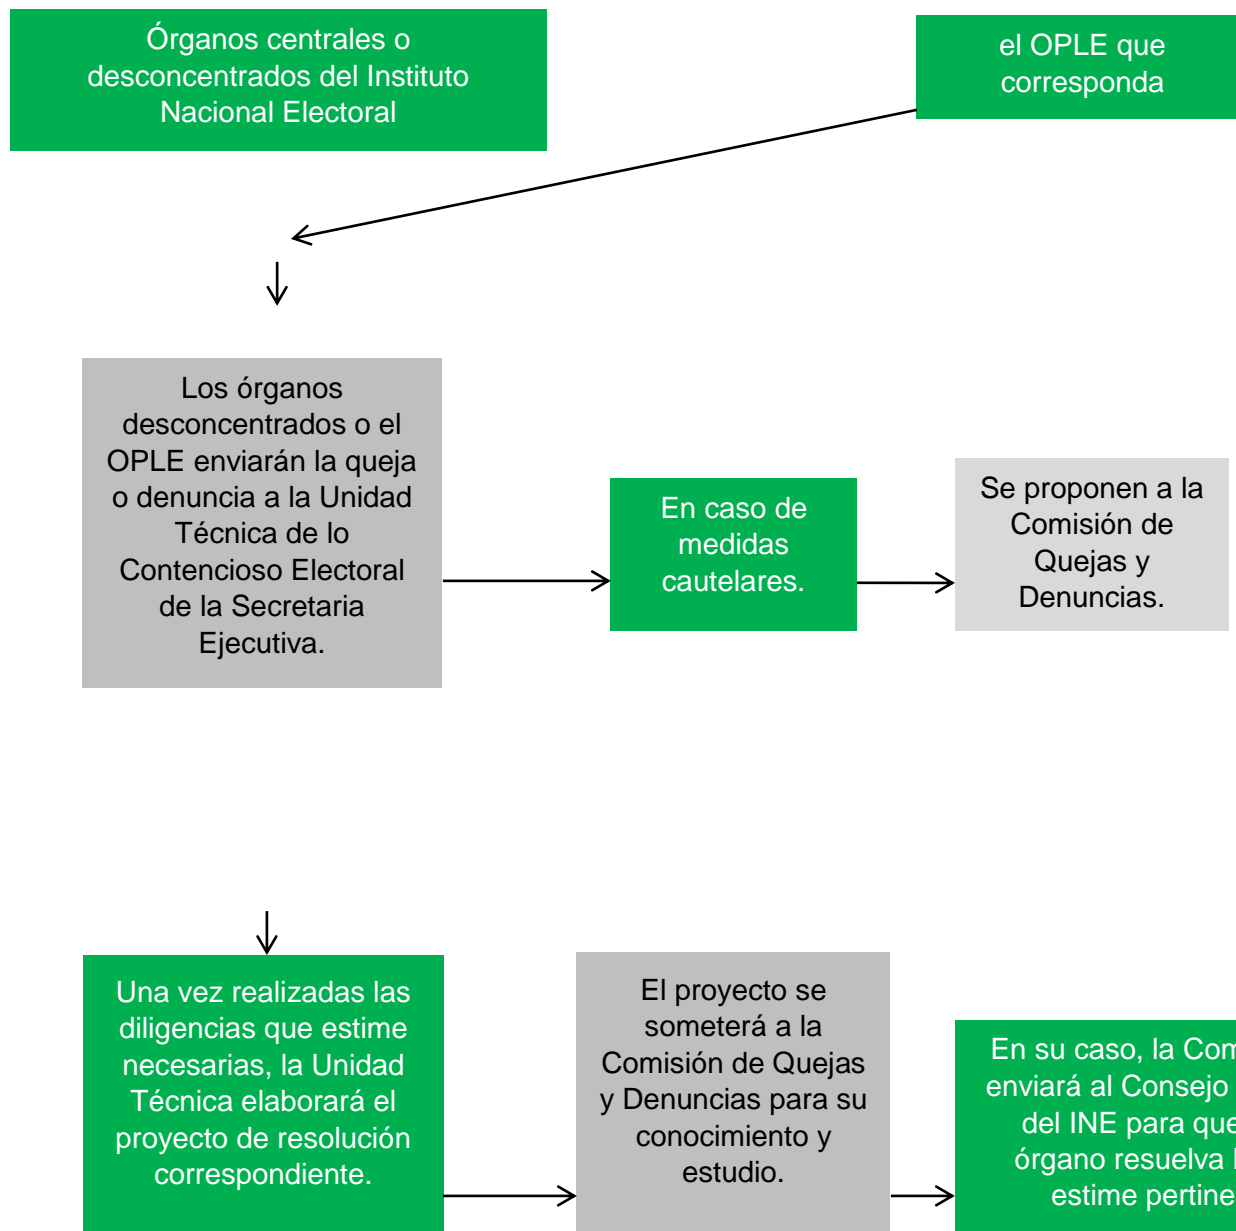 Órganos centrales o
desconcentrados del Instituto
Nacional Electoral
el OPLE que
corresponda
Los órganos
desconcentrados o el
OPLE enviarán la queja
o denuncia a la Unidad
Técnica de lo
Contencioso Electoral
de la Secretaria
Ejecutiva.
En caso de
medidas
cautelares.
Se proponen a la
Comisión de
Quejas y
Denuncias.
Una vez realizadas las
diligencias que estime
necesarias, la Unidad
Técnica elaborará el
proyecto de resolución
correspondiente.
El proyecto se
someterá a la
Comisión de Quejas
y Denuncias para su
conocimiento y
estudio.
En su caso, la
enviará al Consejo
del INE para que
órgano resuelva
estime